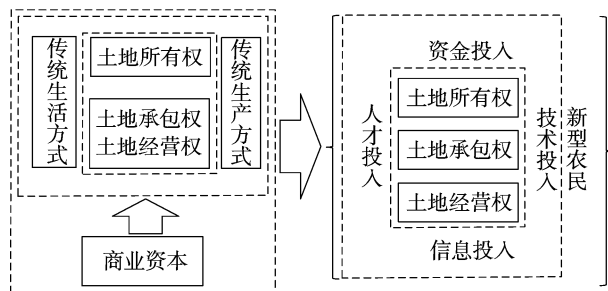 传统生活方式
土地所有权
土地承包权
土地经营权
传统生产方式
商业资本
资金投入
人才投入
土地所有权
土地承包权
土地经营权
技术投入
信息投入
新型农民